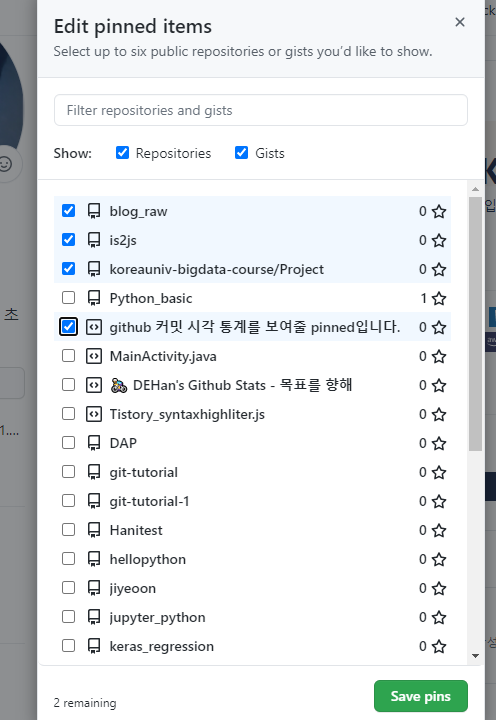 Edit pinned items
Select up to six public repositories or gists you'd like to show.
Filter repositories and gists
Show: Repositories Gists
blog_raw 0
is2js 0
koreauniv-bigdata-course/Project 0
Python_basic 1
github 커밋 시각 통계를 보여줄 pinned입니다. 0
MainActivity.java 0
🚴 DEHan's Github Stats - 목표를 향해 0
Tistory_syntaxhighliter.js 0
DAP 0
git-tutorial 0
git-tutorial-1 0
Hanitest 0
hellopython 0
jiyeoon 0
jupyter_python 0
keras_regression 0
초
1....
2 remaining
Save pins